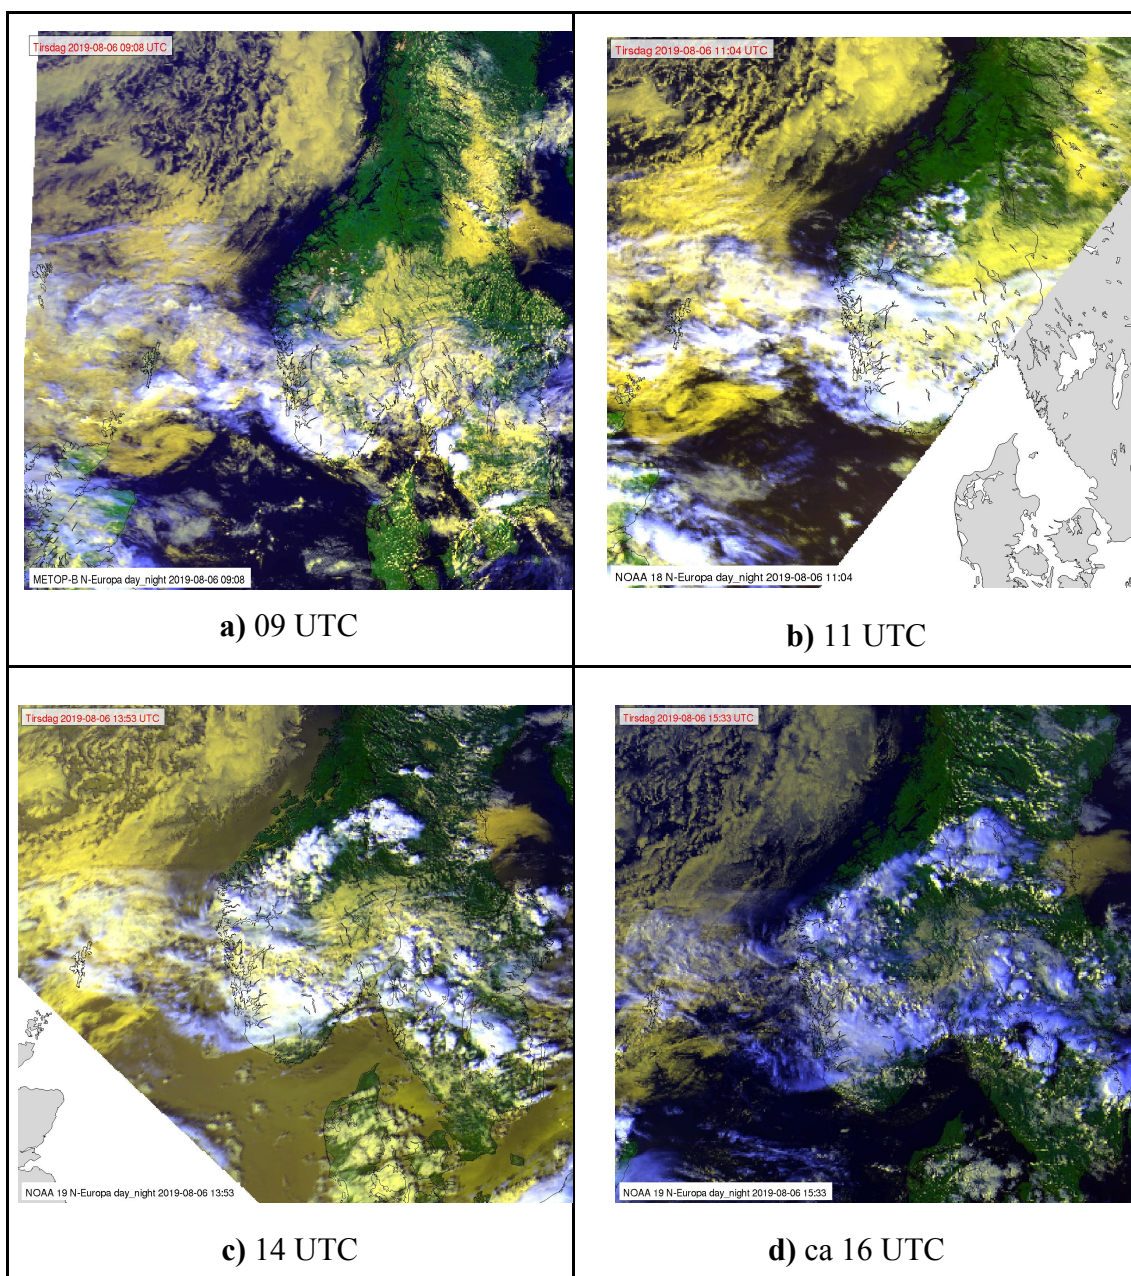 Tirsdag 2019-08-06 09:08 UTC
METOP-B N-Europa day_night 2019-08-06 09:08
a) 09 UTC
Tirsdag 2019-08-06 11:04 UTC
NOAA 18 N-Europa day_night 2019-08-06 11:04
b) 11 UTC
Tirsdag 2019-08-06 13:53 UTC
NOAA 19 N-Europa day_night 2019-08-06 13:53
c) 14 UTC
Tirsdag 2019-08-06 15:33 UTC
NOAA 19 N-Europa day_night 2019-08-06 15:33
d) ca 16 UTC